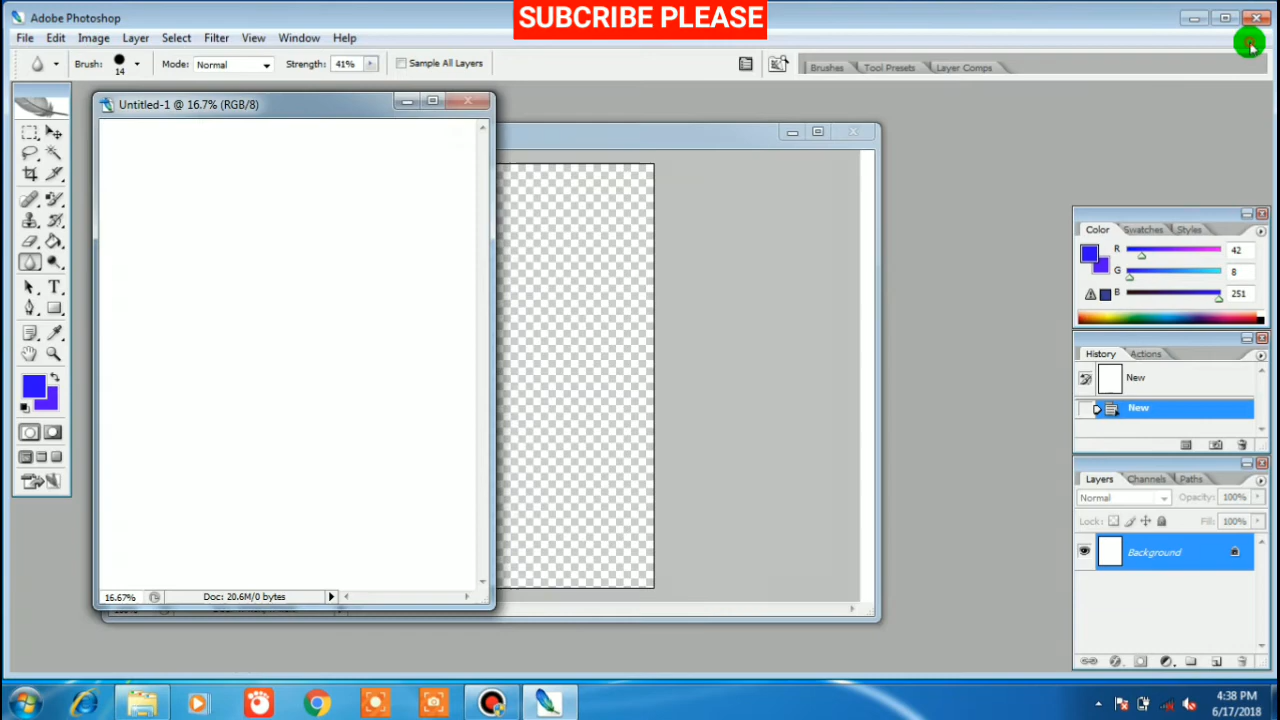 SUBCRIBE PLEASE
Adobe Photoshop
File Edit Image Layer Select Filter View Window Help
Brush: 14 Mode: Normal Strength: 41% Sample All Layers
Brushes Tool Presets Layer Comps
Untitled-1 @ 16.7% (RGB/8)
Color Swatches Styles
R 42
G 8
B 251
History Actions
New
New
Layers Channels Paths
Normal Opacity: 100%
Lock: Fill: 100%
Background
16.67% Doc: 20.6M/0 bytes
4:38 PM
6/17/2018